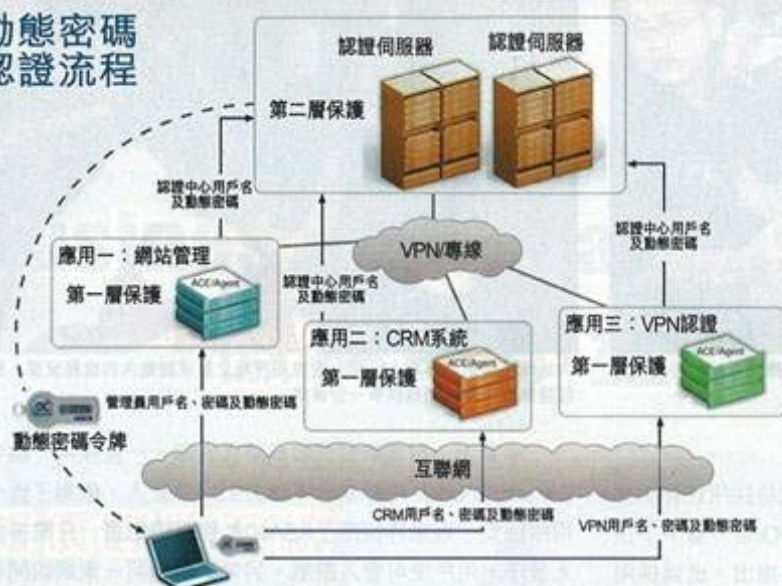 動態密碼
認證流程
認證伺服器
認證伺服器
第二層保護
認證中心用戶名
及動態密碼
認證中心用戶名
及動態密碼
認證中心用戶名
及動態密碼
VPN/專線
應用一：網站管理
第一層保護
ACE/Agent
應用二：CRM系統
第一層保護
ACE/Agent
應用三：VPN認證
第一層保護
ACE/Agent
管理員用戶名、密碼及動態密碼
動態密碼令牌
互聯網
CRM用戶名、密碼及動態密碼
VPN用戶名、密碼及動態密碼